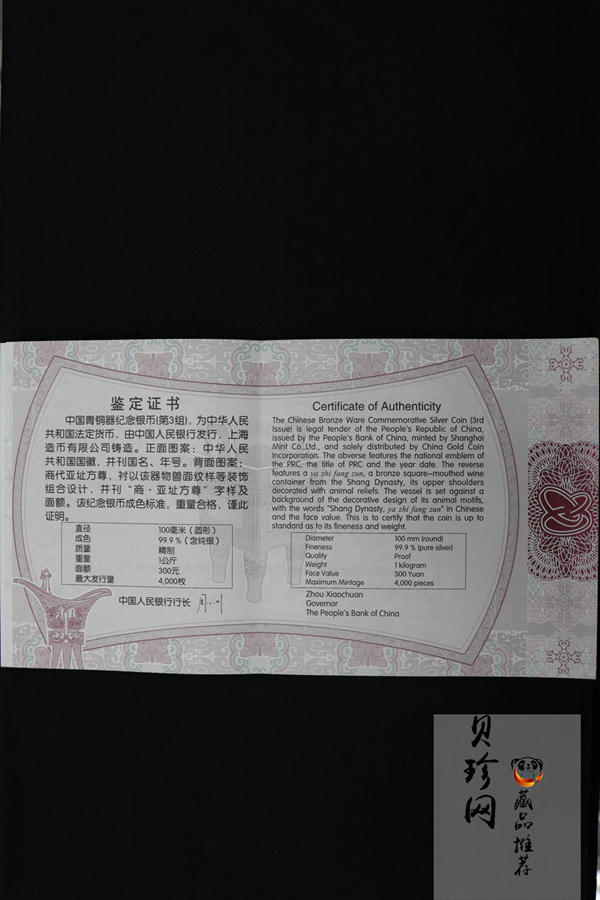 鉴定证书
中国青铜器纪念银币(第3组)，为中华人民
共和国法定货币，由中国人民银行发行，上海
造币有限公司铸造。正面图案：中华人民
共和国国徽，并刊国名、年号。背面图案：
商代亚址方尊，衬以该器物兽面纹样等装饰
组合设计，并刊“商·亚址方尊”字样及
面额。该纪念银币成色标准，重量合格，谨此
证明。
直径 100毫米（圆形）
成色 99.9%（含纯银）
质量 精制
重量 1公斤
面额 300元
最大发行量 4,000枚
中国人民银行行长
Certificate of Authenticity
The Chinese Bronze Ware Commemorative Silver Coin (3rd
Issue) is legal tender of the People's Republic of China,
issued by the People's Bank of China, minted by Shanghai
Mint Co.,Ltd., and solely distributed by China Gold Coin
Incorporation. The obverse features the national emblem of
the PRC, the title of PRC and the year date. The reverse
features a ya zhi fang zun, a bronze square-mouthed wine
container from the Shang Dynasty, its upper shoulders
decorated with animal reliefs. The vessel is set against a
background of the decorative design of its animal motifs,
with the words "Shang Dynasty, ya zhi fang zun" in Chinese
and the face value. This is to certify that the coin is up to
standard as to its fineness and weight.
Diameter 100 mm (round)
Fineness 99.9 % (pure silver)
Quality Proof
Weight 1 kilogram
Face Value 300 Yuan
Maximum Mintage 4,000 pieces
Zhou Xiaochuan
Governor
The People's Bank of China
贝珍网
藏品推荐